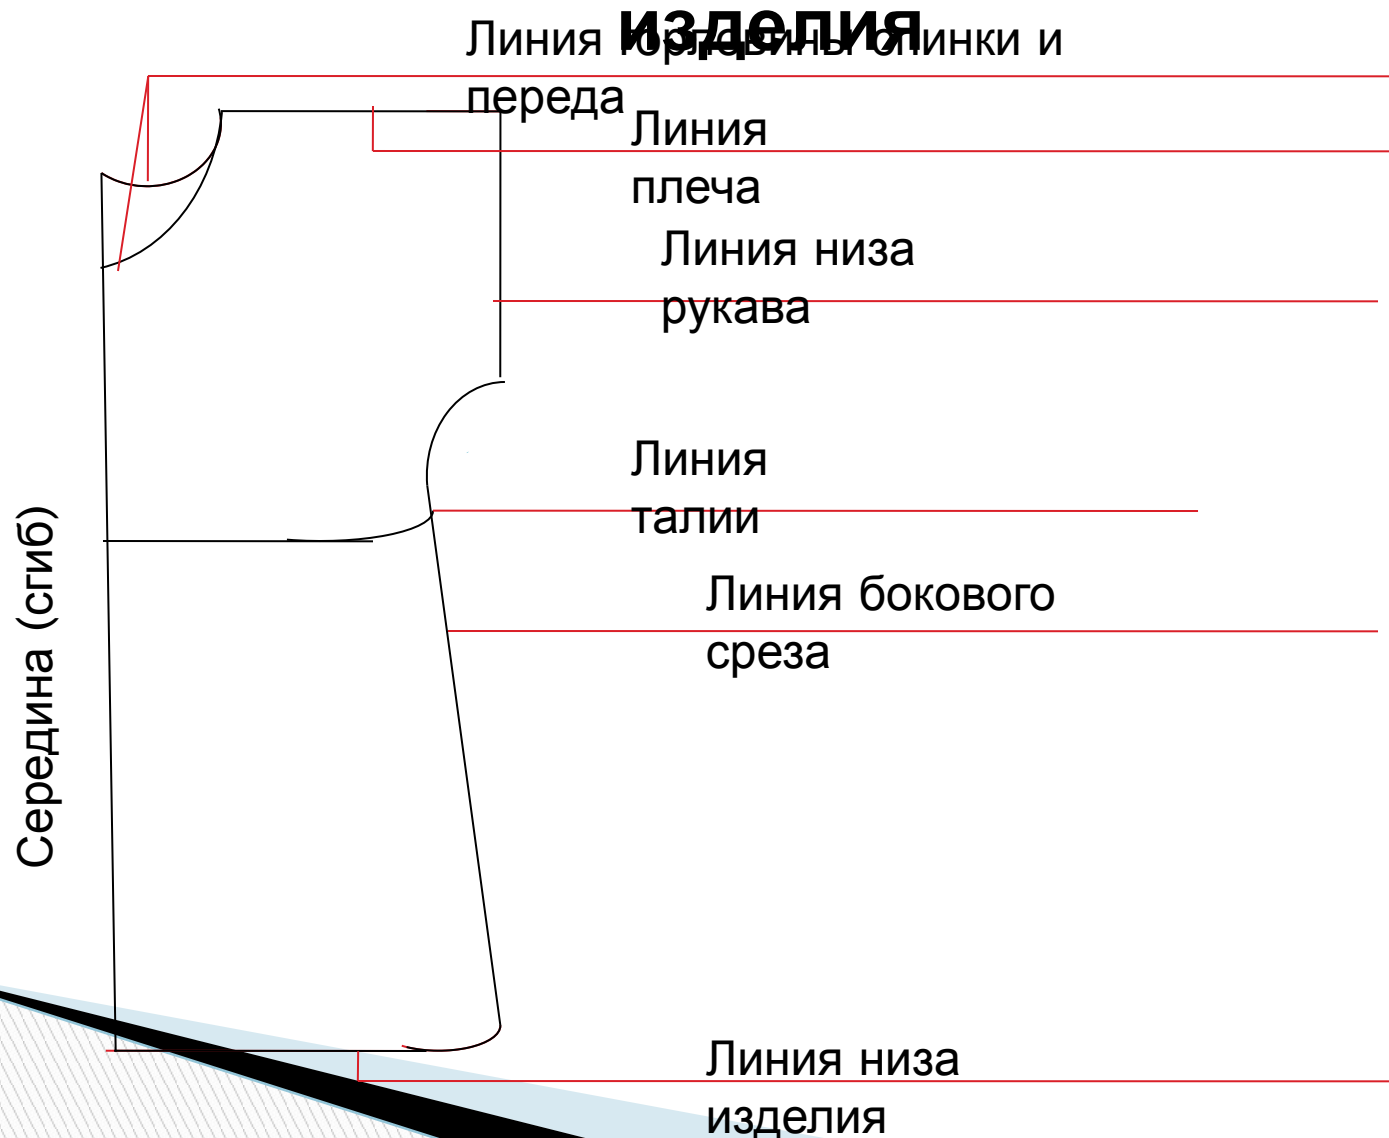 изделия
Линия горловины спинки и
переда
Линия
плеча
Линия низа
рукава
Линия
талии
Середина (сгиб)
Линия бокового
среза
Линия низа
изделия